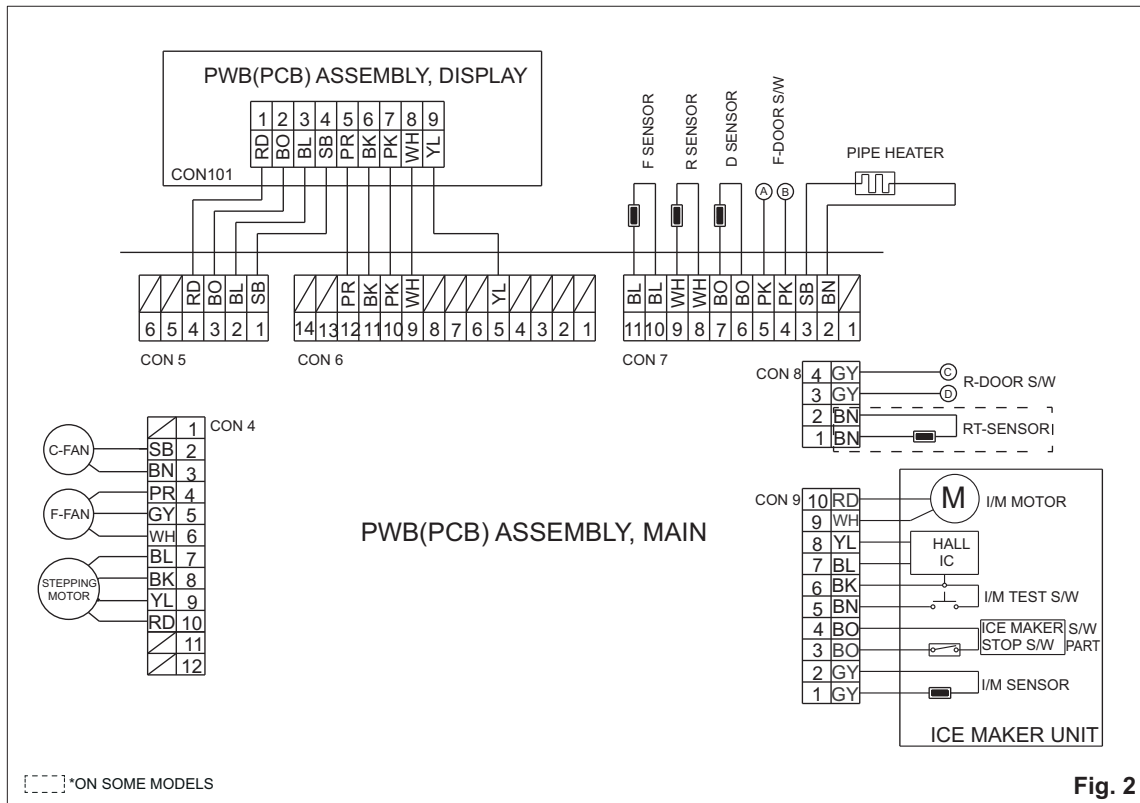 PWB(PCB) ASSEMBLY, DISPLAY
1 2 3 4 5 6 7 8 9
RD BO BL SB PR BK PK WH YL
CON101
F SENSOR
R SENSOR
D SENSOR
F-DOOR S/W
A B
PIPE HEATER
RD BO BL SB
6 5 4 3 2 1
CON 5
PR BK PK WH YL
14 13 12 11 10 9 8 7 6 5 4 3 2 1
CON 6
BL BL WH WH BO BO PK PK SB BN
11 10 9 8 7 6 5 4 3 2 1
CON 7
CON 8 4 GY C
3 GY D
R-DOOR S/W
2 BN
1 BN
RT-SENSOR
1 CON 4
C-FAN
SB 2
BN 3
F-FAN
PR 4
GY 5
WH 6
STEPPING
MOTOR
BL 7
BK 8
YL 9
RD 10
11
12
PWB(PCB) ASSEMBLY, MAIN
CON 9 10 RD M I/M MOTOR
9 WH
8 YL HALL
7 BL IC
6 BK
5 BN I/M TEST S/W
4 BO ICE MAKER S/W
3 BO STOP S/W PART
2 GY
1 GY I/M SENSOR
ICE MAKER UNIT
*ON SOME MODELS
Fig. 2